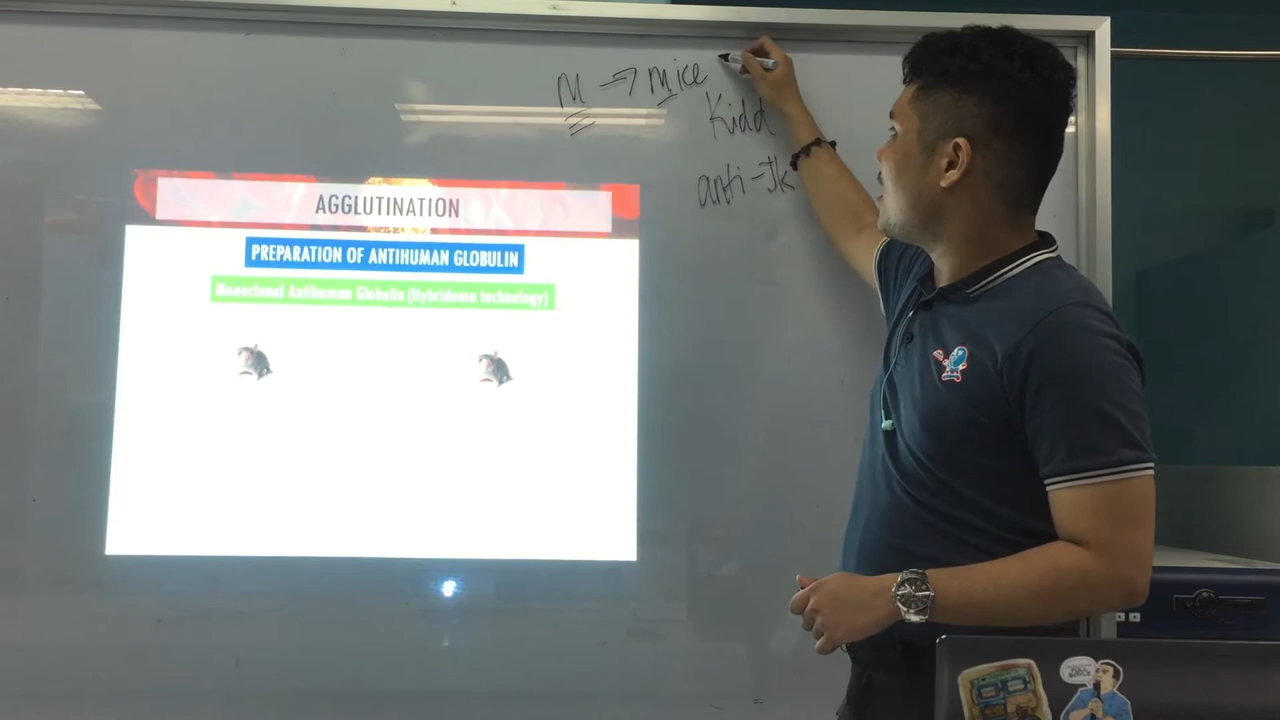 M → mice
Kidd
anti-Jk
AGGLUTINATION
PREPARATION OF ANTIHUMAN GLOBULIN
Monoclonal Antihuman Globulin (Hybridoma technology)